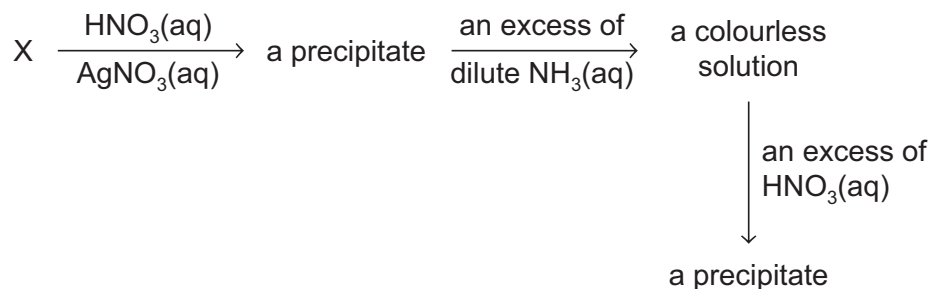 X
HNO₃(aq)
AgNO₃(aq)
a precipitate
an excess of
dilute NH₃(aq)
a colourless
solution
an excess of
HNO₃(aq)
a precipitate